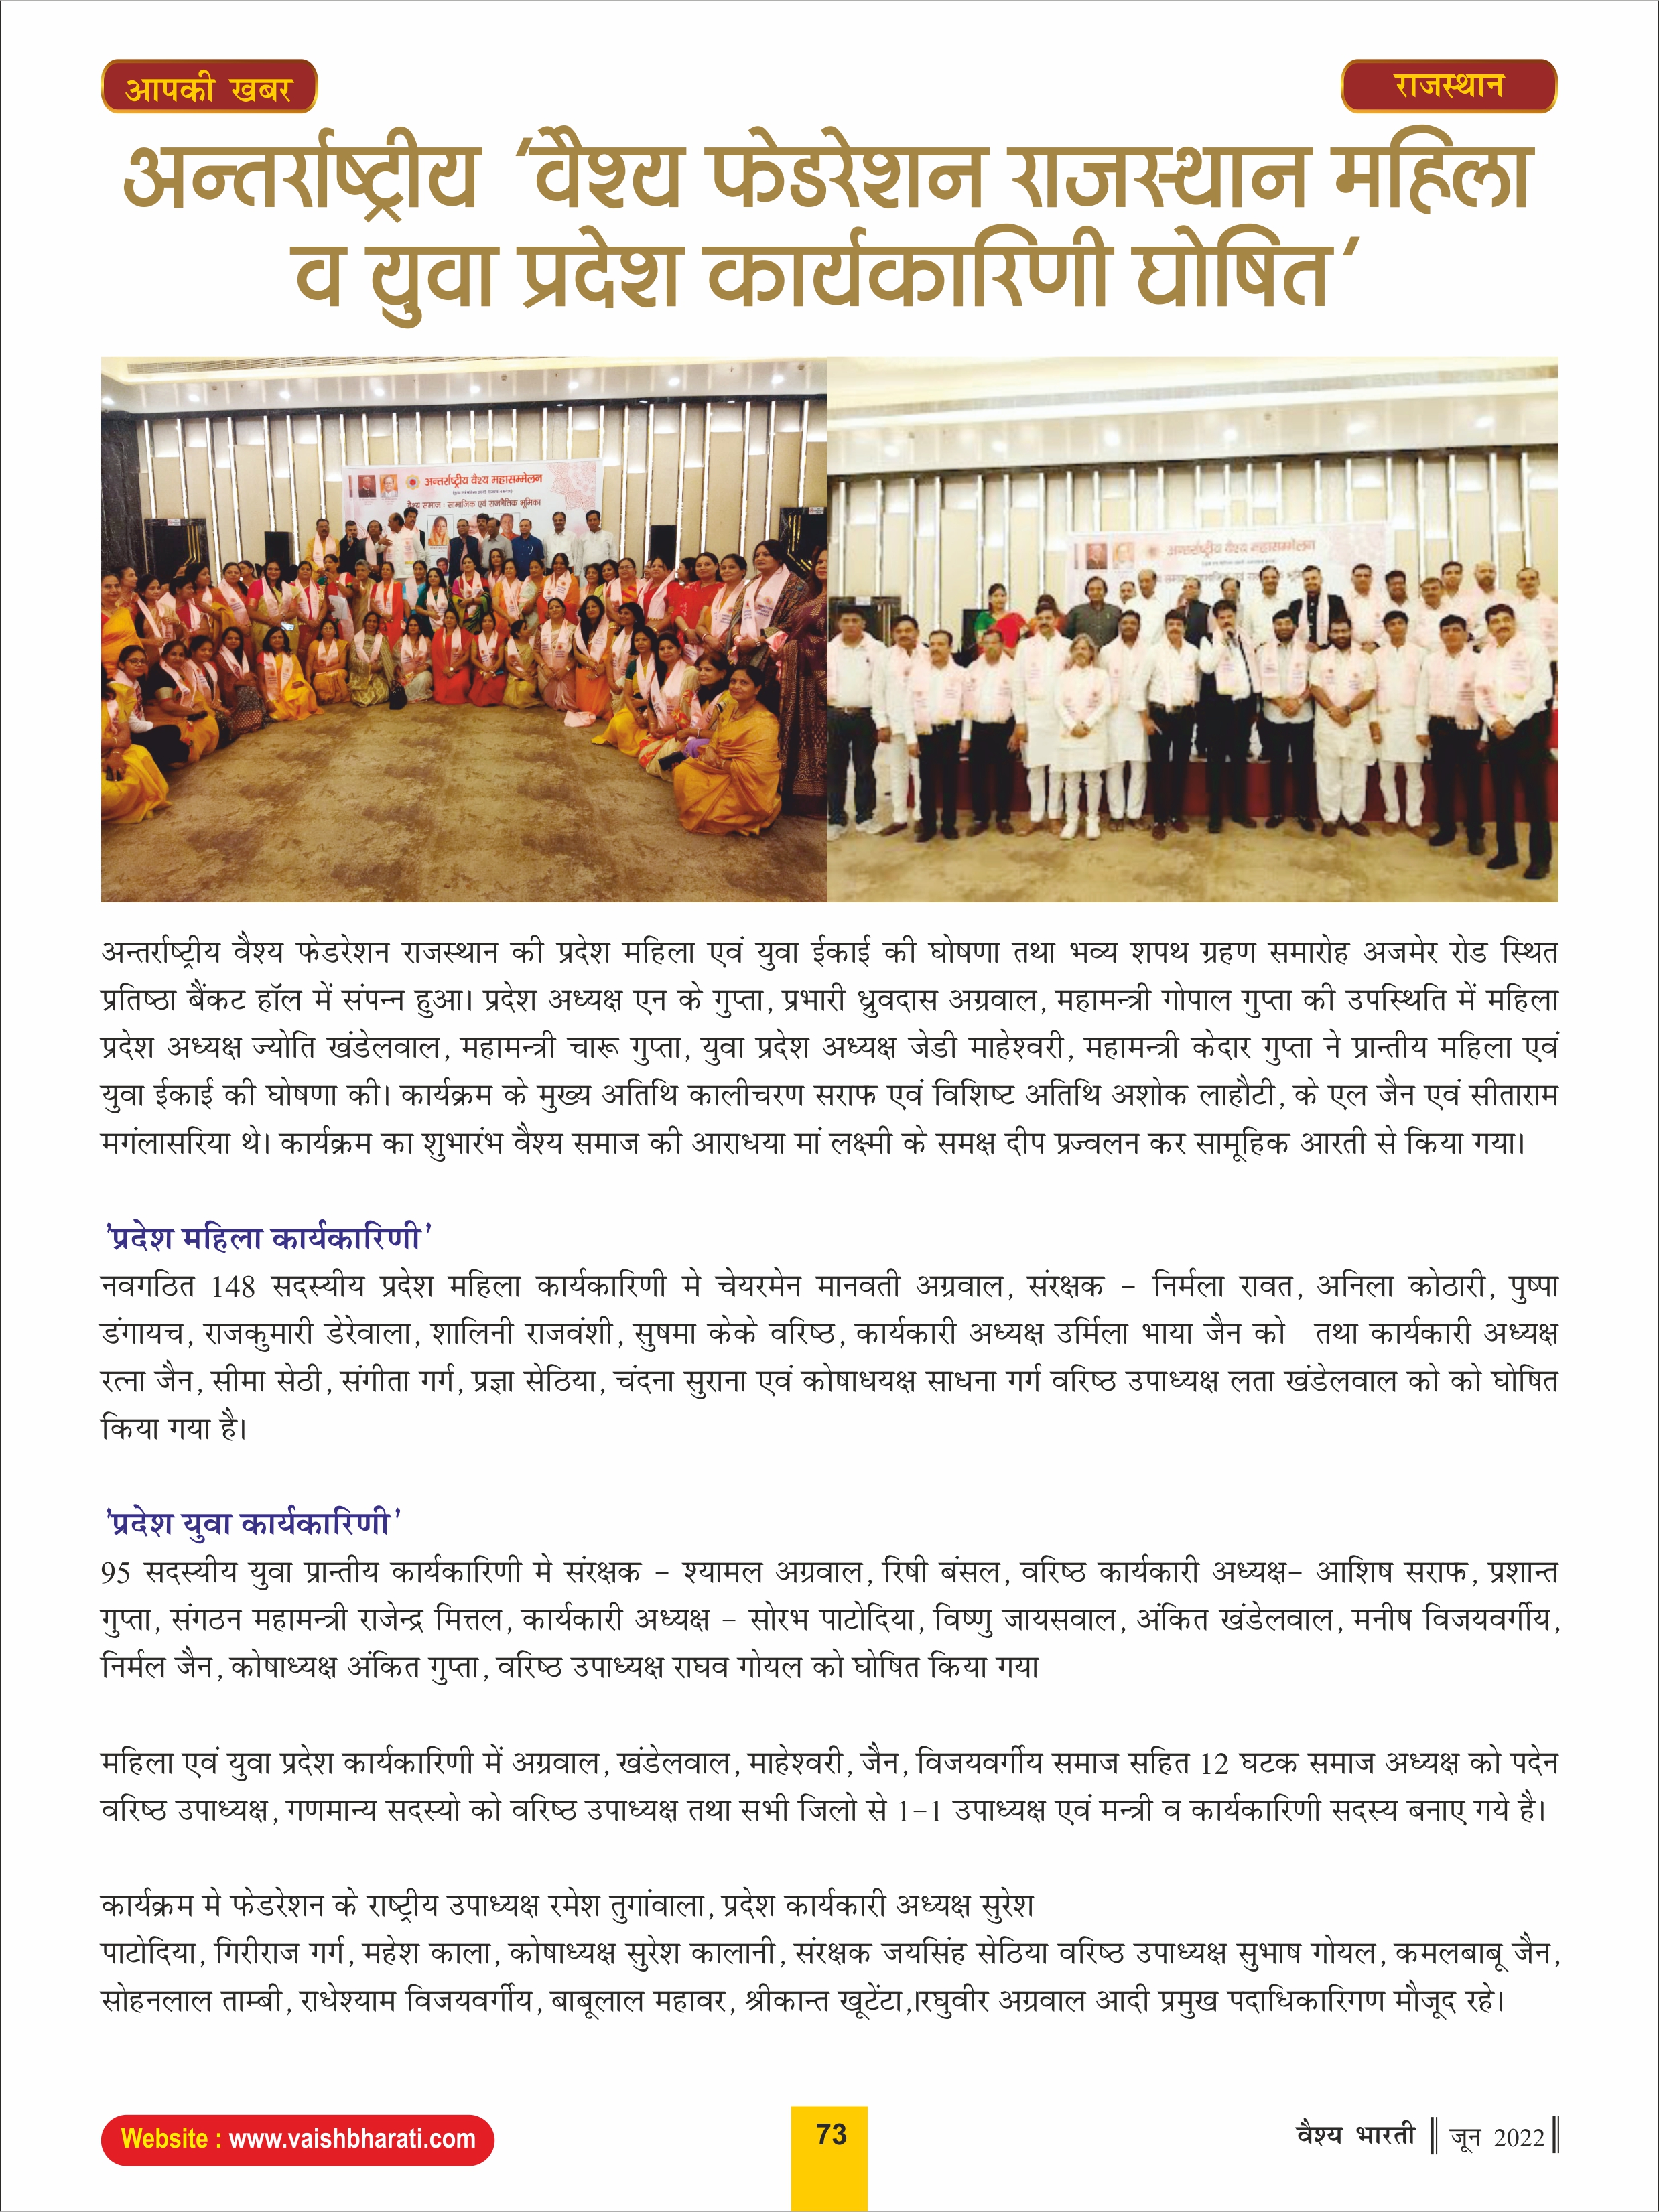 आपकी खबर
राजस्थान
अन्तर्राष्ट्रीय 'वैश्य फेडरेशन राजस्थान महिला
व युवा प्रदेश कार्यकारिणी घोषित'
अन्तर्राष्ट्रीय वैश्य महासम्मेलन
वैश्य समाज : सामाजिक एवं राजनैतिक भूमिका
अन्तर्राष्ट्रीय वैश्य महासम्मेलन
अन्तर्राष्ट्रीय वैश्य फेडरेशन राजस्थान की प्रदेश महिला एवं युवा ईकाई की घोषणा तथा भव्य शपथ ग्रहण समारोह अजमेर रोड स्थित
प्रतिष्ठा बैंकट हॉल में संपन्न हुआ। प्रदेश अध्यक्ष एन के गुप्ता, प्रभारी ध्रुवदास अग्रवाल, महामन्त्री गोपाल गुप्ता की उपस्थिति में महिला
प्रदेश अध्यक्ष ज्योति खंडेलवाल, महामन्त्री चारू गुप्ता, युवा प्रदेश अध्यक्ष जेडी माहेश्वरी, महामन्त्री केदार गुप्ता ने प्रान्तीय महिला एवं
युवा ईकाई की घोषणा की। कार्यक्रम के मुख्य अतिथि कालीचरण सराफ एवं विशिष्ट अतिथि अशोक लाहौटी, के एल जैन एवं सीताराम
मगंलासरिया थे। कार्यक्रम का शुभारंभ वैश्य समाज की आराधया मां लक्ष्मी के समक्ष दीप प्रज्वलन कर सामूहिक आरती से किया गया।
'प्रदेश महिला कार्यकारिणी'
नवगठित 148 सदस्यीय प्रदेश महिला कार्यकारिणी मे चेयरमेन मानवती अग्रवाल, संरक्षक – निर्मला रावत, अनिला कोठारी, पुष्पा
डंगायच, राजकुमारी डेरेवाला, शालिनी राजवंशी, सुषमा केके वरिष्ठ, कार्यकारी अध्यक्ष उर्मिला भाया जैन को तथा कार्यकारी अध्यक्ष
रत्ना जैन, सीमा सेठी, संगीता गर्ग, प्रज्ञा सेठिया, चंदना सुराना एवं कोषाधयक्ष साधना गर्ग वरिष्ठ उपाध्यक्ष लता खंडेलवाल को को घोषित
किया गया है।
'प्रदेश युवा कार्यकारिणी'
95 सदस्यीय युवा प्रान्तीय कार्यकारिणी मे संरक्षक – श्यामल अग्रवाल, रिषी बंसल, वरिष्ठ कार्यकारी अध्यक्ष– आशिष सराफ, प्रशान्त
गुप्ता, संगठन महामन्त्री राजेन्द्र मित्तल, कार्यकारी अध्यक्ष – सोरभ पाटोदिया, विष्णु जायसवाल, अंकित खंडेलवाल, मनीष विजयवर्गीय,
निर्मल जैन, कोषाध्यक्ष अंकित गुप्ता, वरिष्ठ उपाध्यक्ष राघव गोयल को घोषित किया गया
महिला एवं युवा प्रदेश कार्यकारिणी में अग्रवाल, खंडेलवाल, माहेश्वरी, जैन, विजयवर्गीय समाज सहित 12 घटक समाज अध्यक्ष को पदेन
वरिष्ठ उपाध्यक्ष, गणमान्य सदस्यो को वरिष्ठ उपाध्यक्ष तथा सभी जिलो से 1–1 उपाध्यक्ष एवं मन्त्री व कार्यकारिणी सदस्य बनाए गये है।
कार्यक्रम मे फेडरेशन के राष्ट्रीय उपाध्यक्ष रमेश तुगांवाला, प्रदेश कार्यकारी अध्यक्ष सुरेश
पाटोदिया, गिरीराज गर्ग, महेश काला, कोषाध्यक्ष सुरेश कालानी, संरक्षक जयसिंह सेठिया वरिष्ठ उपाध्यक्ष सुभाष गोयल, कमलबाबू जैन,
सोहनलाल ताम्बी, राधेश्याम विजयवर्गीय, बाबूलाल महावर, श्रीकान्त खूटेंटा,।रघुवीर अग्रवाल आदी प्रमुख पदाधिकारिगण मौजूद रहे।
Website : www.vaishbharati.com
73
वैश्य भारती || जून 2022 ||